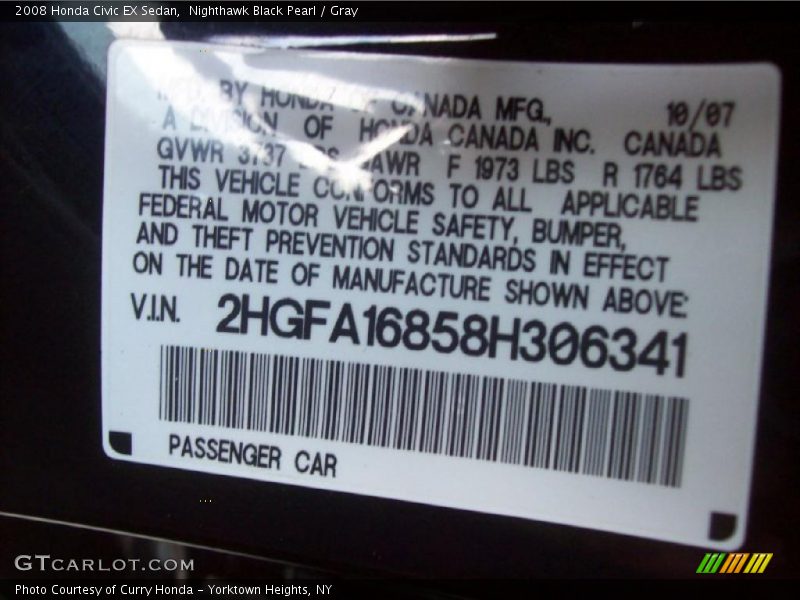 2008 Honda Civic EX Sedan,  Nighthawk Black Pearl / Gray
BY HONDA OF CANADA MFG., 10/07
A DIVISION OF HONDA CANADA INC. CANADA
GVWR 3737 LBS GAWR F 1973 LBS R 1764 LBS
THIS VEHICLE CONFORMS TO ALL APPLICABLE
FEDERAL MOTOR VEHICLE SAFETY, BUMPER,
AND THEFT PREVENTION STANDARDS IN EFFECT
ON THE DATE OF MANUFACTURE SHOWN ABOVE:
V.I.N. 2HGFA16858H306341
PASSENGER CAR
GTCARLOT.COM
Photo Courtesy of Curry Honda - Yorktown Heights, NY